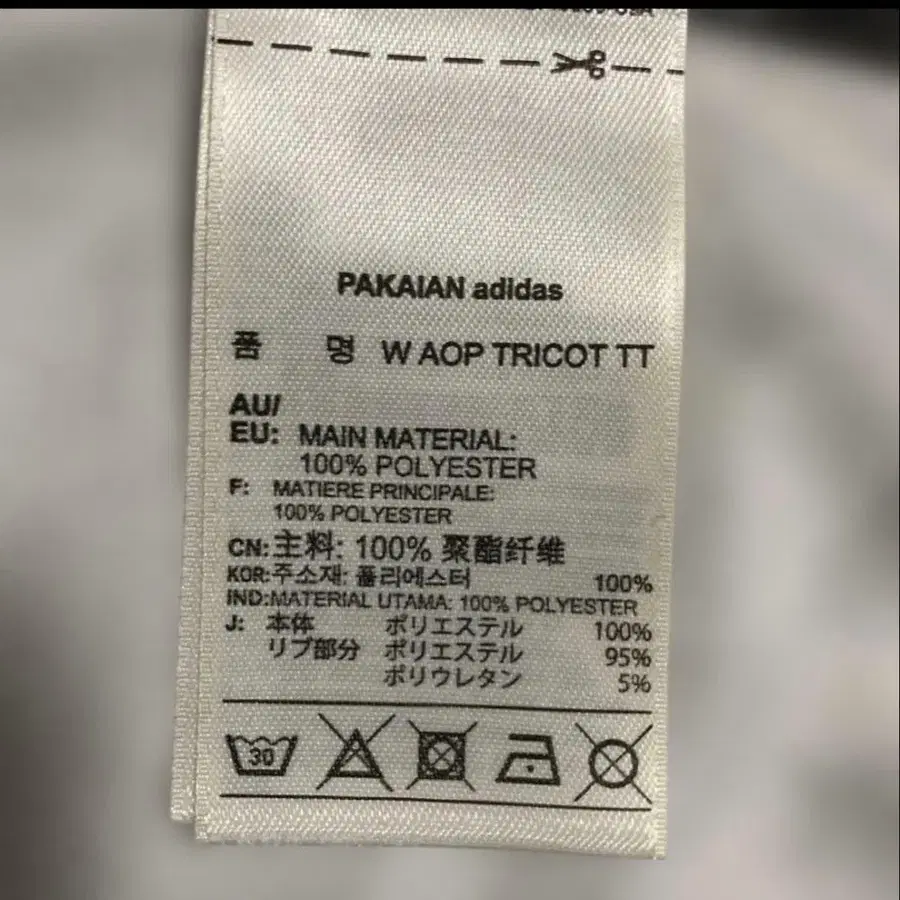 PAKAIAN adidas
품 명 W AOP TRICOT TT
AU/
EU: MAIN MATERIAL:
100% POLYESTER
F: MATIERE PRINCIPALE:
100% POLYESTER
CN: 主料: 100% 聚酯纤维
KOR:주소재: 폴리에스터 100%
IND:MATERIAL UTAMA: 100% POLYESTER
J: 本体 ポリエステル 100%
リブ部分 ポリエステル 95%
ポリウレタン 5%
30